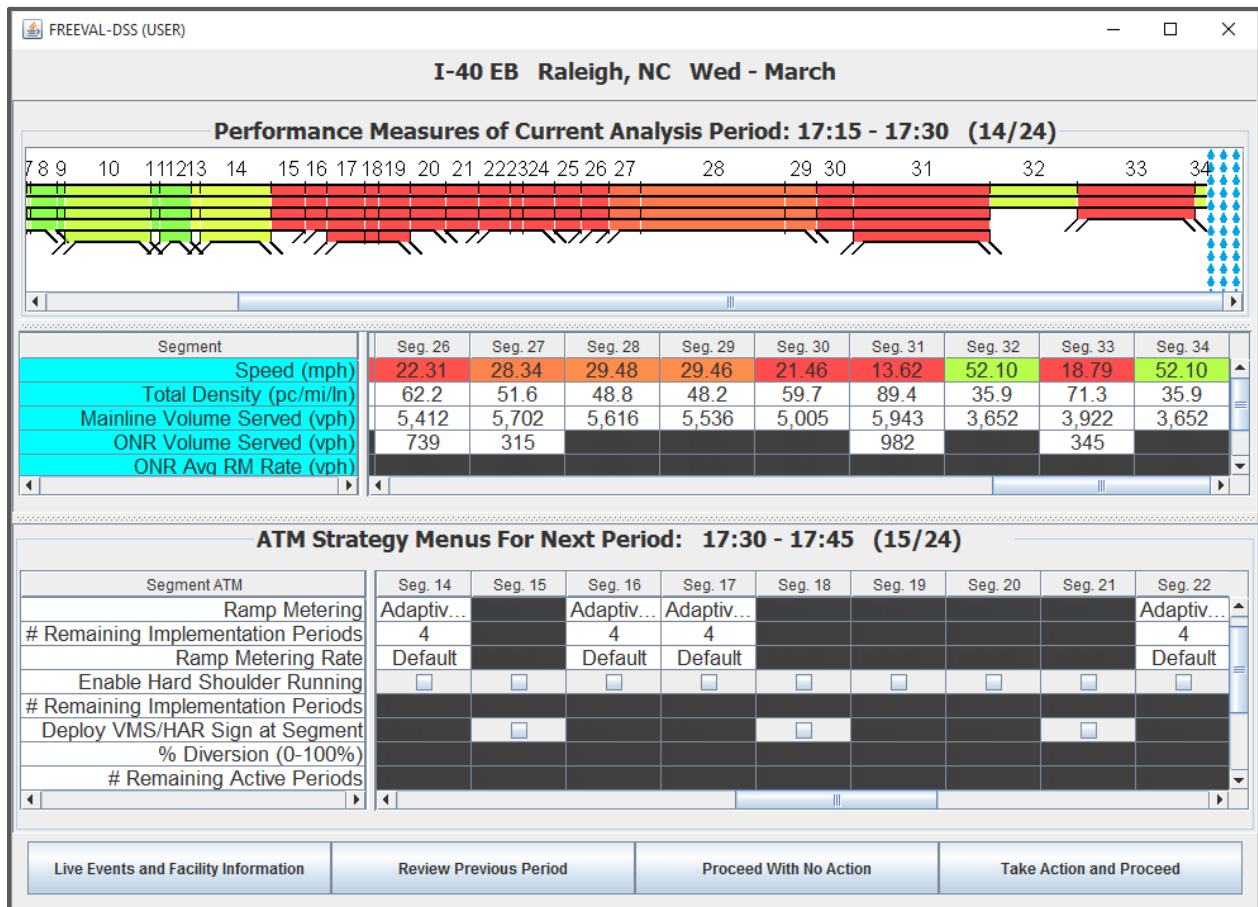 FREEVAL-DSS (USER)
I-40 EB Raleigh, NC Wed - March
Performance Measures of Current Analysis Period: 17:15 - 17:30 (14/24)
7 8 9 10 11 12 13 14 15 16 17 18 19 20 21 22 23 24 25 26 27 28 29 30 31 32 33 34
Segment Seg. 26 Seg. 27 Seg. 28 Seg. 29 Seg. 30 Seg. 31 Seg. 32 Seg. 33 Seg. 34
Speed (mph) 22.31 28.34 29.48 29.46 21.46 13.62 52.10 18.79 52.10
Total Density (pc/mi/ln) 62.2 51.6 48.8 48.2 59.7 89.4 35.9 71.3 35.9
Mainline Volume Served (vph) 5,412 5,702 5,616 5,536 5,005 5,943 3,652 3,922 3,652
ONR Volume Served (vph) 739 315 982 345
ONR Avg RM Rate (vph)
ATM Strategy Menus For Next Period: 17:30 - 17:45 (15/24)
Segment ATM Seg. 14 Seg. 15 Seg. 16 Seg. 17 Seg. 18 Seg. 19 Seg. 20 Seg. 21 Seg. 22
Ramp Metering Adaptiv... Adaptiv... Adaptiv... Adaptiv...
# Remaining Implementation Periods 4 4 4 4
Ramp Metering Rate Default Default Default Default
Enable Hard Shoulder Running
# Remaining Implementation Periods
Deploy VMS/HAR Sign at Segment
% Diversion (0-100%)
# Remaining Active Periods
Live Events and Facility Information Review Previous Period Proceed With No Action Take Action and Proceed